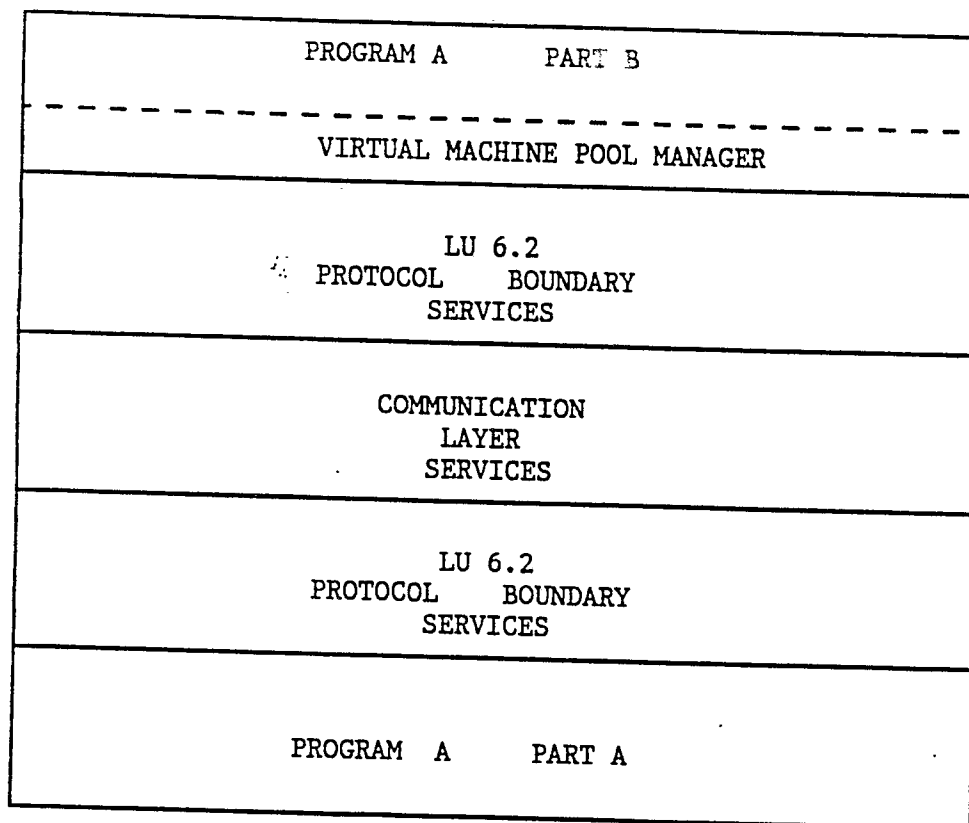 PROGRAM A PART B
VIRTUAL MACHINE POOL MANAGER
LU 6.2
PROTOCOL BOUNDARY
SERVICES
COMMUNICATION
LAYER
SERVICES
LU 6.2
PROTOCOL BOUNDARY
SERVICES
PROGRAM A PART A